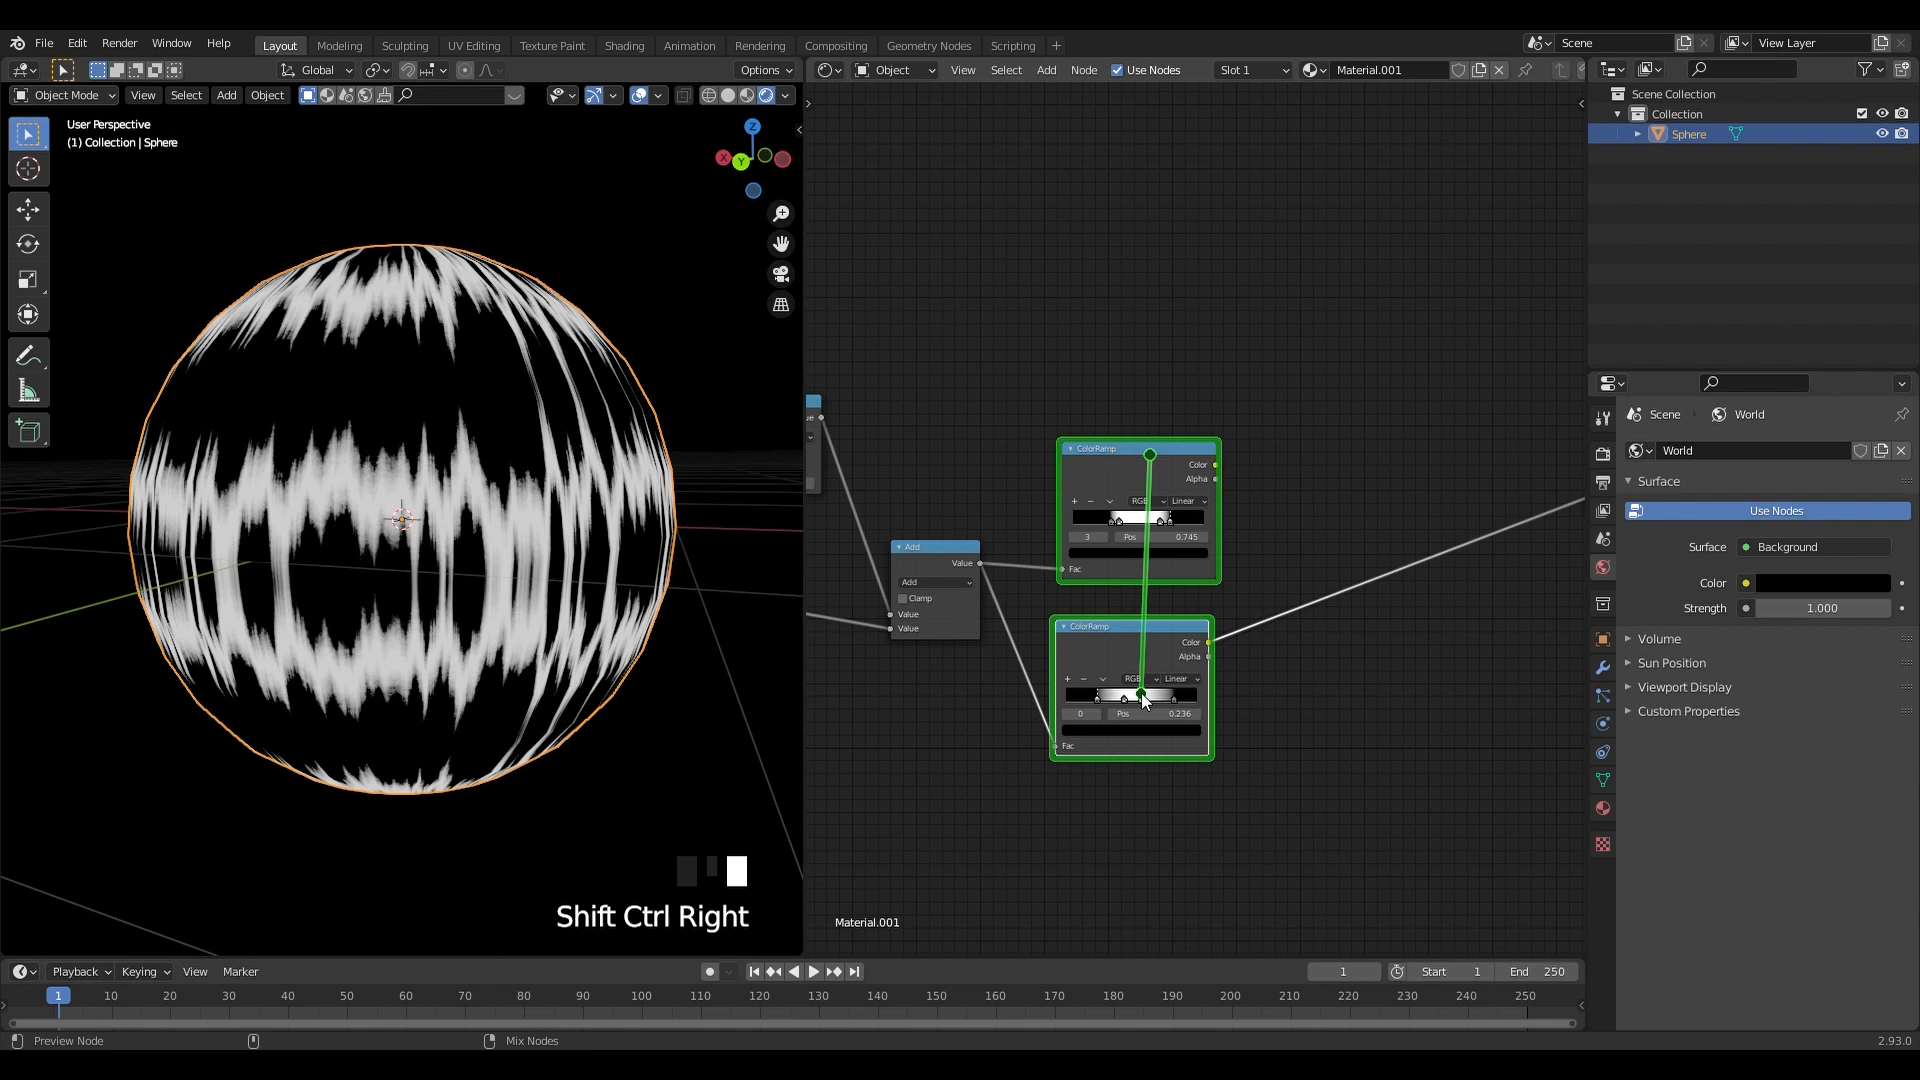 File Edit Render Window Help Layout Modeling Sculpting UV Editing Texture Paint Shading Animation Rendering Compositing Geometry Nodes Scripting + Scene View Layer
Global Options Object View Select Add Node Use Nodes Slot 1 Material.001
Object Mode View Select Add Object
User Perspective
(1) Collection | Sphere
Z
X
Y
Scene Collection
Collection
Sphere
Scene World
World
Surface
Use Nodes
Surface Background
Color
Strength 1.000
Volume
Sun Position
Viewport Display
Custom Properties
Add
Value
Add
Clamp
Value
Value
ColorRamp
Color
Alpha
RGB Linear
3 Pos 0.745
Fac
ColorRamp
Color
Alpha
RGB Linear
0 Pos 0.236
Fac
Shift Ctrl Right
Material.001
Playback Keying View Marker 1 Start 1 End 250
1 10 20 30 40 50 60 70 80 90 100 110 120 130 140 150 160 170 180 190 200 210 220 230 240 250
Preview Node Mix Nodes 2.93.0